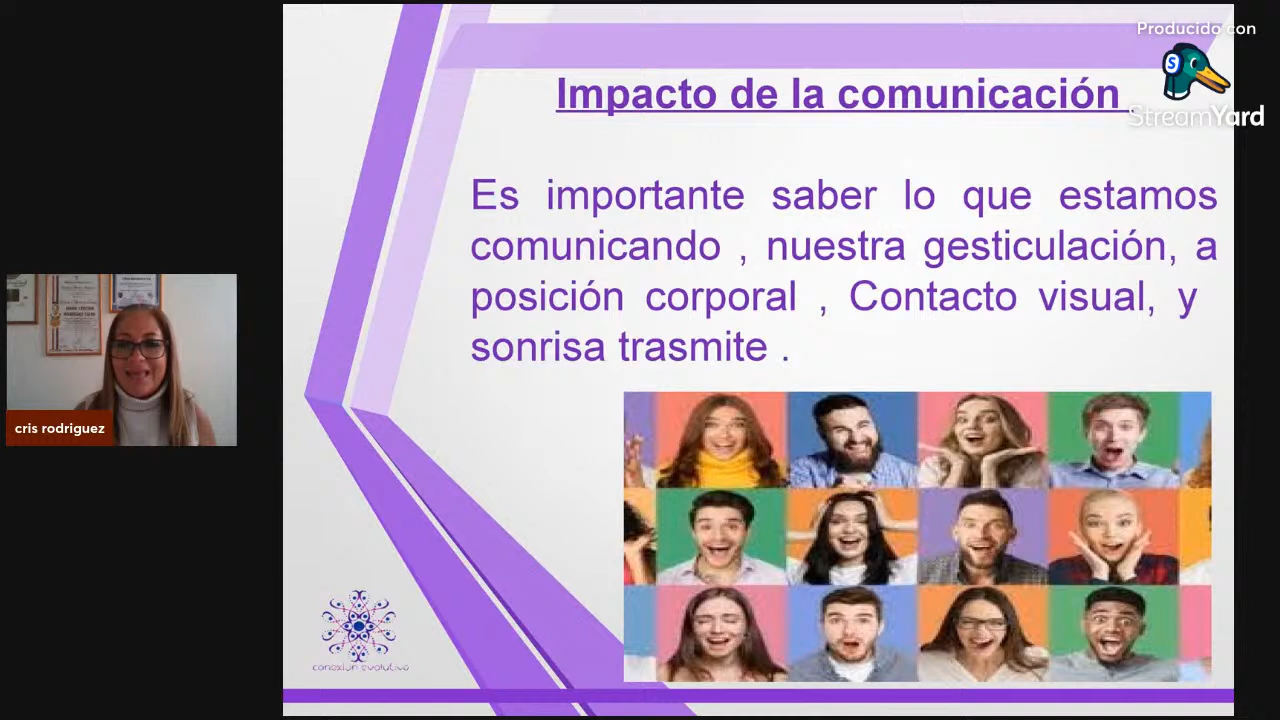 Producido con
StreamYard
Impacto de la comunicación
Es importante saber lo que estamos
comunicando , nuestra gesticulación, a
posición corporal , Contacto visual, y
sonrisa trasmite .
cris rodriguez
conexión evolutiva